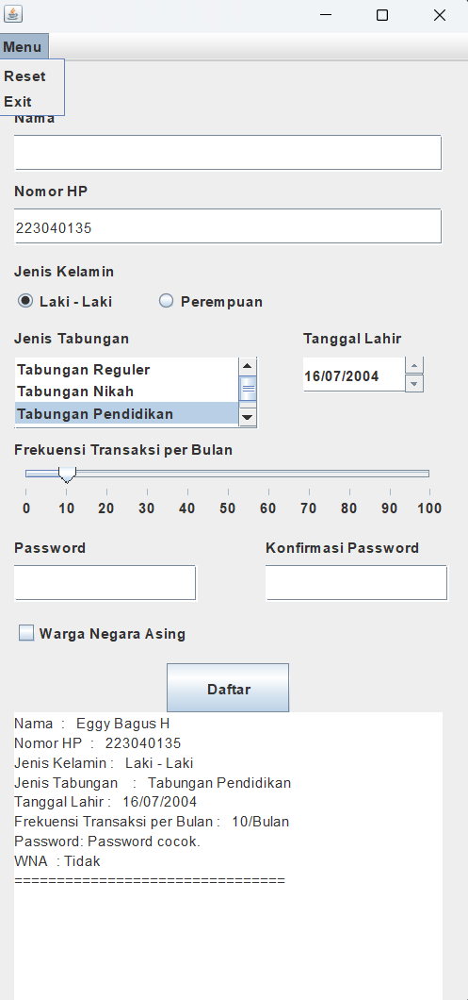 Menu
Reset
Exit
Nama
Nomor HP
223040135
Jenis Kelamin
Laki - Laki Perempuan
Jenis Tabungan Tanggal Lahir
Tabungan Reguler
Tabungan Nikah
Tabungan Pendidikan
16/07/2004
Frekuensi Transaksi per Bulan
0 10 20 30 40 50 60 70 80 90 100
Password Konfirmasi Password
Warga Negara Asing
Daftar
Nama : Eggy Bagus H
Nomor HP : 223040135
Jenis Kelamin : Laki - Laki
Jenis Tabungan : Tabungan Pendidikan
Tanggal Lahir : 16/07/2004
Frekuensi Transaksi per Bulan : 10/Bulan
Password: Password cocok.
WNA : Tidak
================================